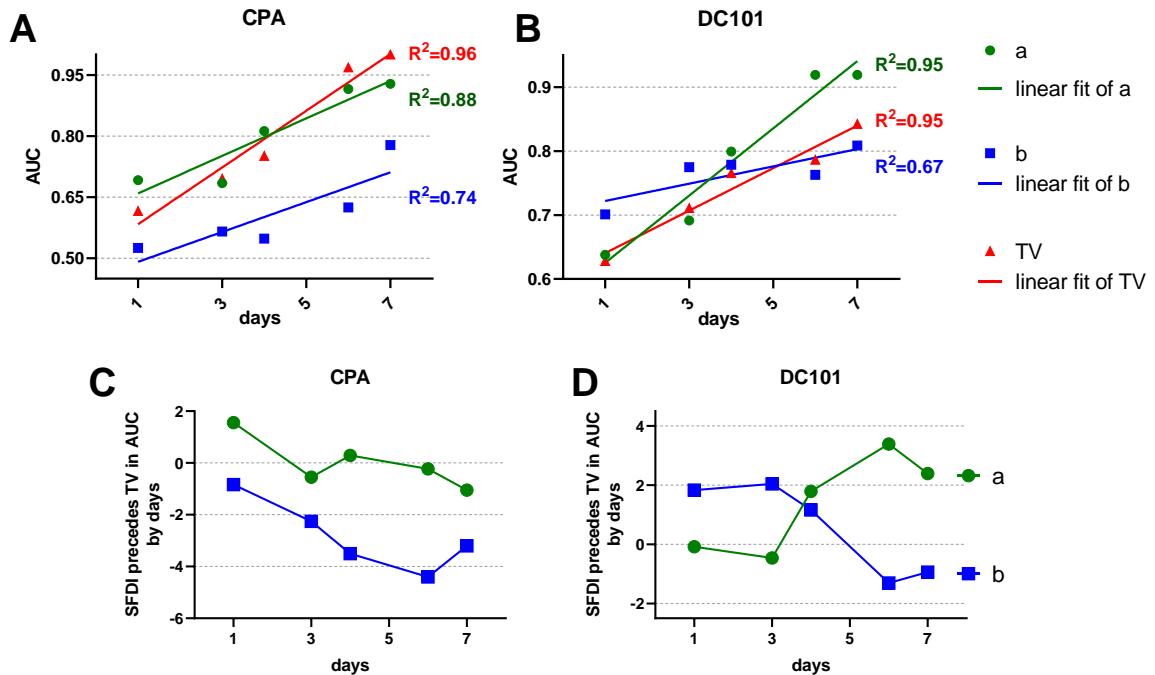 A
CPA
AUC
0.95
0.80
0.65
0.50
1
3
5
7
days
R²=0.96
R²=0.88
R²=0.74
B
DC101
AUC
0.9
0.8
0.7
0.6
1
3
5
7
days
R²=0.95
R²=0.95
R²=0.67
a
linear fit of a
b
linear fit of b
TV
linear fit of TV
C
CPA
SFDI precedes TV in AUC
by days
2
0
-2
-4
-6
1
3
5
7
days
D
DC101
SFDI precedes TV in AUC
by days
4
2
0
-2
1
3
5
7
days
a
b